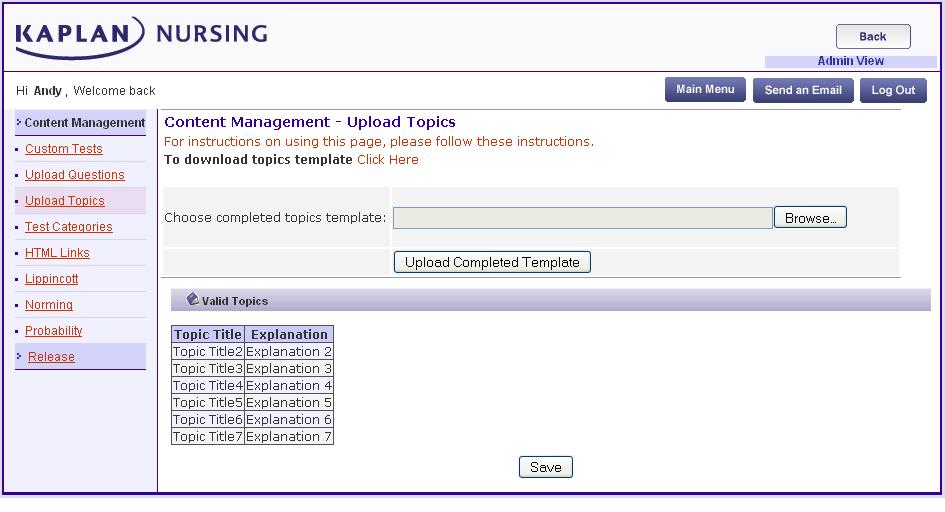 KAPLAN NURSING
Back
Admin View
Hi Andy , Welcome back
Main Menu Send an Email Log Out
Content Management
Custom Tests
Upload Questions
Upload Topics
Test Categories
HTML Links
Lippincott
Norming
Probability
Release
Content Management - Upload Topics
For instructions on using this page, please follow these instructions.
To download topics template Click Here
Choose completed topics template: Browse...
Upload Completed Template
Valid Topics
Topic Title Explanation
Topic Title2 Explanation 2
Topic Title3 Explanation 3
Topic Title4 Explanation 4
Topic Title5 Explanation 5
Topic Title6 Explanation 6
Topic Title7 Explanation 7
Save